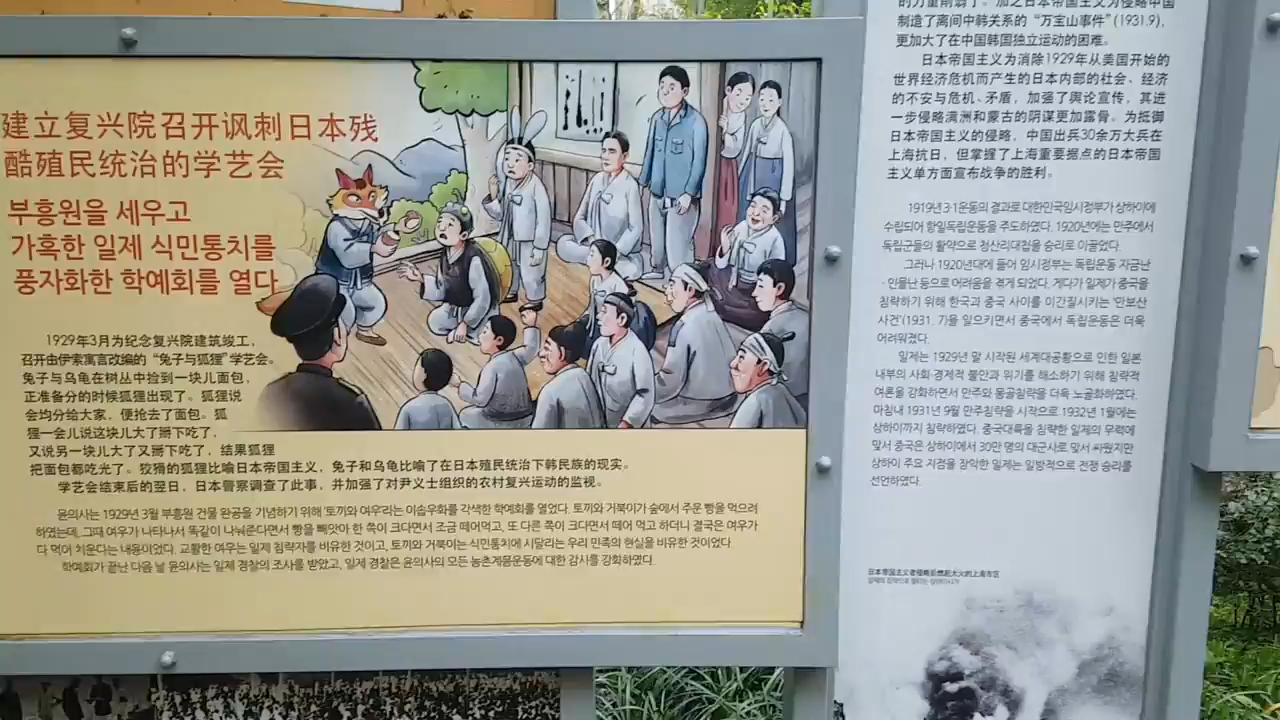 建立复兴院召开讽刺日本残
酷殖民统治的学艺会
부흥원을 세우고
가혹한 일제 식민통치를
풍자화한 학예회를 열다
1929年3月为纪念复兴院建筑竣工，
召开由伊索寓言改编的“兔子与狐狸”学艺会。
兔子与乌龟在树丛中捡到一块儿面包，
正准备分的时候狐狸出现了。狐狸说
会均分给大家，便抢去了面包。狐
狸一会儿说这块儿大了掰下吃了，
又说另一块儿大了又掰下吃了，结果狐狸
把面包都吃光了。狡猾的狐狸比喻日本帝国主义，兔子和乌龟比喻了在日本殖民统治下韩民族的现实。
学艺会结束后的翌日，日本警察调查了此事，并加强了对尹义士组织的农村复兴运动的监视。
윤의사는 1929년 3월 부흥원 건물 완공을 기념하기 위해 '토끼와 여우'라는 이솝우화를 각색한 학예회를 열었다. 토끼와 거북이가 숲에서 주운 빵을 먹으려
하였는데, 그때 여우가 나타나서 똑같이 나눠준다면서 빵을 빼앗아 한 쪽이 크다면서 조금 떼어먹고, 또 다른 쪽이 크다면서 떼어 먹고 하더니 결국은 여우가
다 먹어 치운다는 내용이었다. 교활한 여우는 일제 침략자를 비유한 것이고, 토끼와 거북이는 식민통치에 시달리는 우리 민족의 현실을 비유한 것이었다.
학예회가 끝난 다음 날 윤의사는 일제 경찰의 조사를 받았고, 일제 경찰은 윤의사의 모든 농촌계몽운동에 대한 감시를 강화하였다.
的力量削弱了。加之日本帝国主义为侵略中国
制造了离间中韩关系的“万宝山事件”(1931.9)，
更加大了在中国韩国独立运动的困难。
日本帝国主义为消除1929年从美国开始的
世界经济危机而产生的日本内部的社会、经济
的不安与危机、矛盾，加强了舆论宣传，其进
一步侵略满洲和蒙古的阴谋更加露骨。为抵御
日本帝国主义的侵略，中国出兵30余万大兵在
上海抗日，但掌握了上海重要据点的日本帝国
主义单方面宣布战争的胜利。
1919년 3·1운동의 결과로 대한민국임시정부가 상하이에
수립되어 항일독립운동을 주도하였다. 1920년에는 만주에서
독립군들의 활약으로 청산리대첩을 승리로 이끌었다.
그러나 1920년대에 들어 임시정부는 독립운동 자금난
·인물난 등으로 어려움을 겪게 되었다. 게다가 일제가 중국을
침략하기 위해 한국과 중국 사이를 이간질시키는 '만보산
사건'(1931. 7)을 일으키면서 중국에서 독립운동은 더욱
어려워졌다.
일제는 1929년 말 시작된 세계대공황으로 인한 일본
내부의 사회·경제적 불안과 위기를 해소하기 위해 침략적
여론을 강화하면서 만주와 몽골침략을 더욱 노골화하였다.
마침내 1931년 9월 만주침략을 시작으로 1932년 1월에는
상하이까지 침략하였다. 중국대륙을 침략한 일제의 무력에
맞서 중국은 상하이에서 30만 명의 대군사로 맞서 싸웠지만
상하이 주요 지점을 장악한 일제는 일방적으로 전쟁 승리를
선언하였다.
日本帝国主义者侵略后燃起大火的上海市区